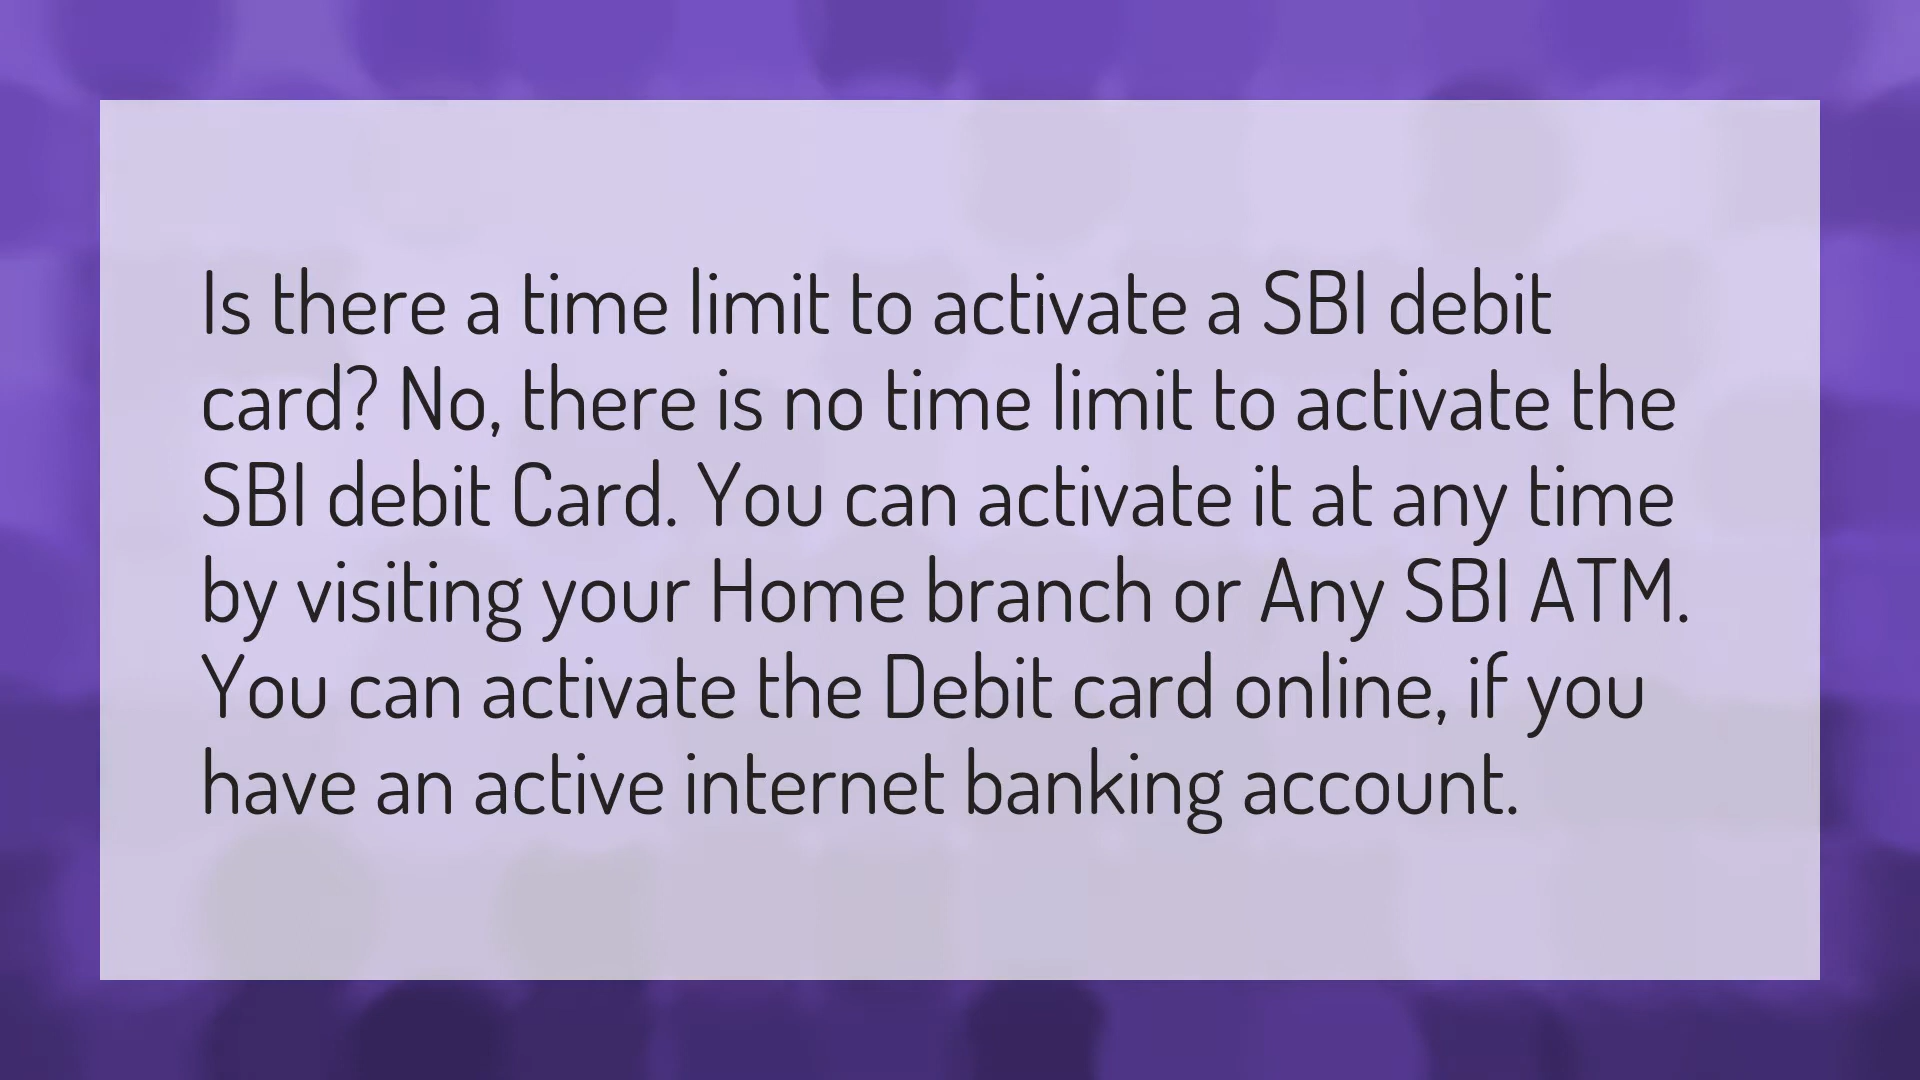 Is there a time limit to activate a SBI debit
card? No, there is no time limit to activate the
SBI debit Card. You can activate it at any time
by visiting your Home branch or Any SBI ATM.
You can activate the Debit card online, if you
have an active internet banking account.